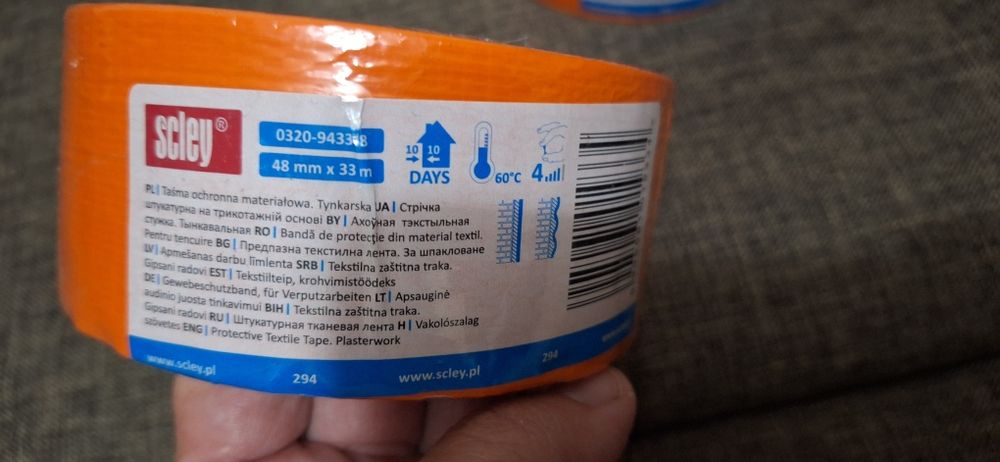 scley®
0320-943348
48 mm x 33 m
10 10
DAYS
60°C
4
PL| Taśma ochronna materiałowa. Tynkarska UA| Стрічка
штукатурна на трикотажній основі BY| Ахоўная тэкстыльная
стужка. Тынкавальная RO| Bandă de protecţie din material textil.
Pentru tencuire BG| Предпазна текстилна лента. За шпакловане
LV| Apmešanas darbu līmlenta SRB| Tekstilna zaštitna traka.
Gipsani radovi EST| Tekstiilteip, krohvimistöödeks
DE| Gewebeschutzband, für Verputzarbeiten LT| Apsauginė
audinio juosta tinkavimui BIH| Tekstilna zaštitna traka.
Gipsani radovi RU| Штукатурная тканевая лента H| Vakolószalag
szövetes ENG| Protective Textile Tape. Plasterwork
www.scley.pl 294 www.scley.pl 294